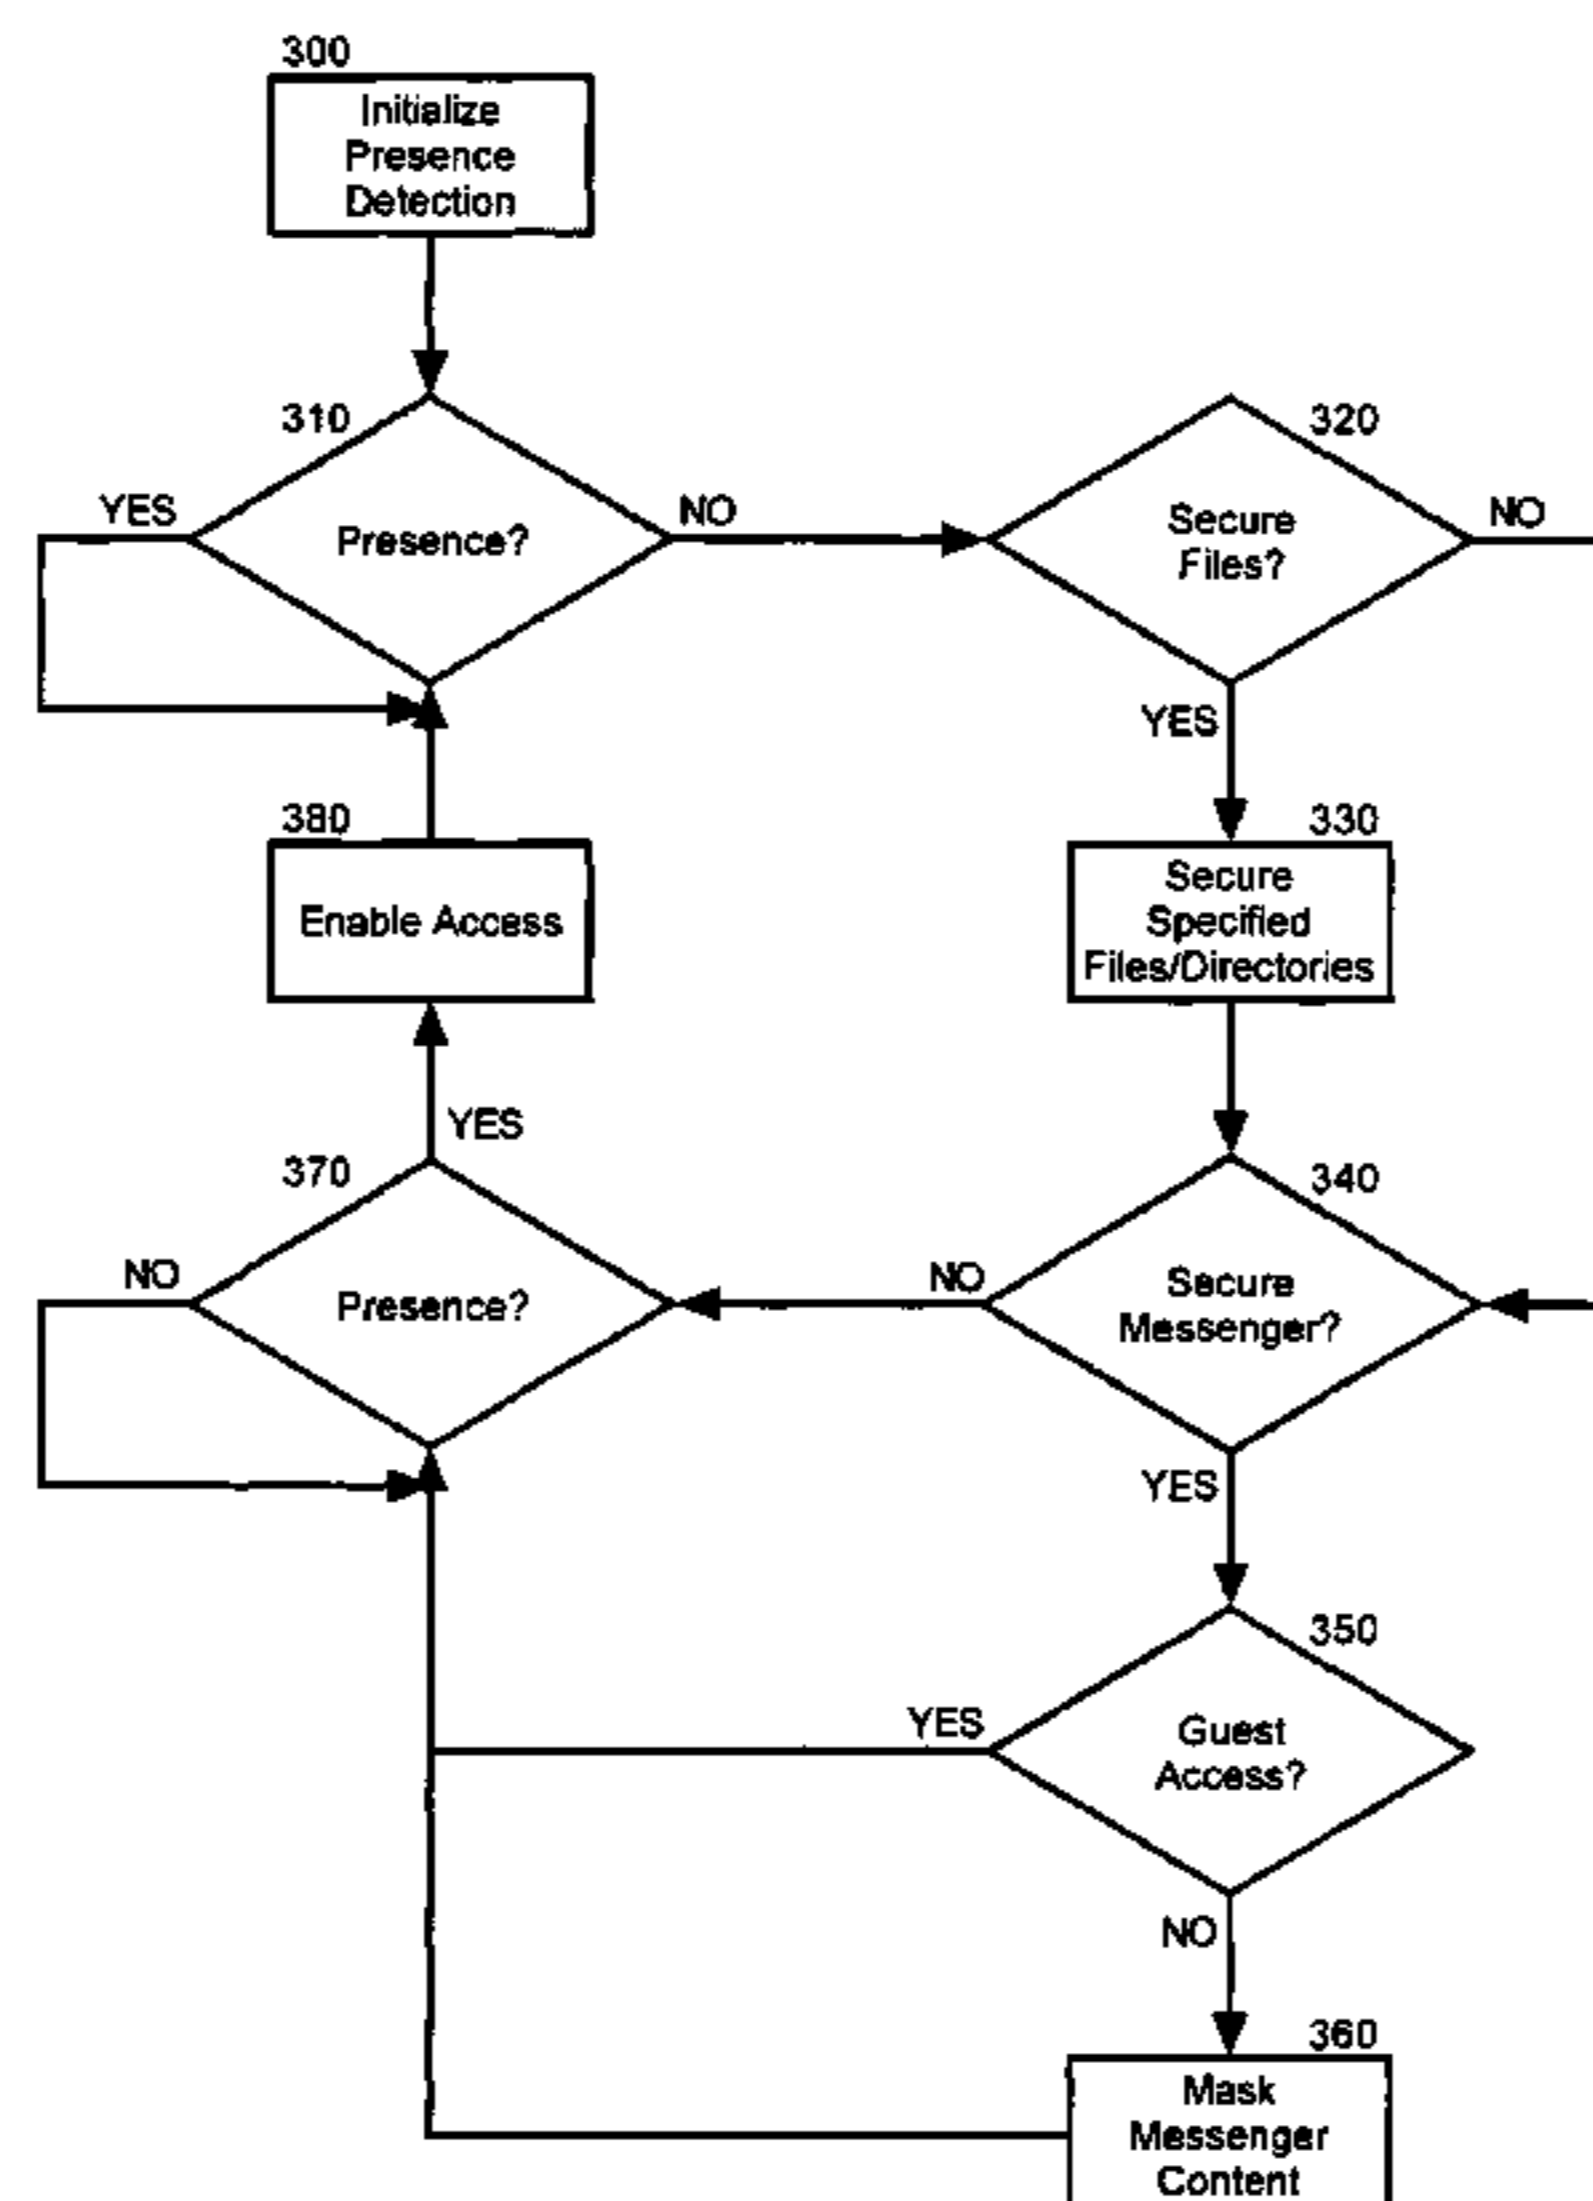 300
Initialize
Presence
Detection
310
YES
Presence?
NO
320
Secure
Files?
NO
YES
380
Enable Access
330
Secure
Specified
Files/Directories
YES
370
NO
Presence?
NO
340
Secure
Messenger?
YES
350
YES
Guest
Access?
NO
360
Mask
Messenger
Content